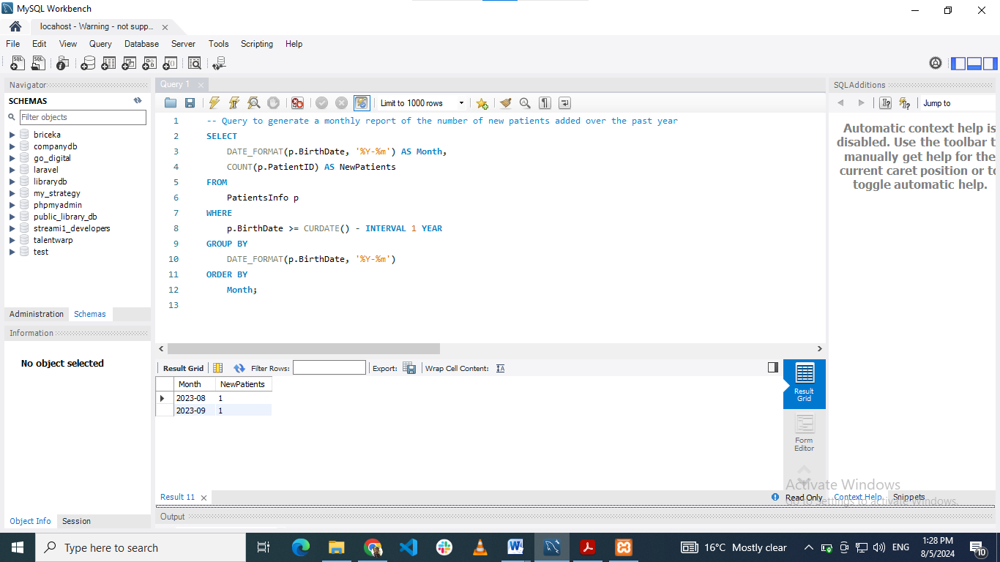 MySQL Workbench
locahost - Warning - not supp...
File Edit View Query Database Server Tools Scripting Help
Navigator
SCHEMAS
Filter objects
briceka
companydb
go_digital
laravel
librarydb
my_strategy
phpmyadmin
public_library_db
streami1_developers
talentwarp
test
Administration Schemas
Information
No object selected
Object Info Session
Query 1
Limit to 1000 rows
1 -- Query to generate a monthly report of the number of new patients added over the past year
2 SELECT
3 DATE_FORMAT(p.BirthDate, '%Y-%m') AS Month,
4 COUNT(p.PatientID) AS NewPatients
5 FROM
6 PatientsInfo p
7 WHERE
8 p.BirthDate >= CURDATE() - INTERVAL 1 YEAR
9 GROUP BY
10 DATE_FORMAT(p.BirthDate, '%Y-%m')
11 ORDER BY
12 Month;
13
Result Grid Filter Rows: Export: Wrap Cell Content:
Month NewPatients
2023-08 1
2023-09 1
Result
Grid
Form
Editor
Result 11
Read Only
Output
SQLAdditions
Jump to
Automatic context help is
disabled. Use the toolbar t
manually get help for the
current caret position or to
toggle automatic help.
Activate Windows
Go to Settings to activate Windows.
Context Help Snippets
Type here to search
16°C Mostly clear
ENG
1:28 PM
8/5/2024
10